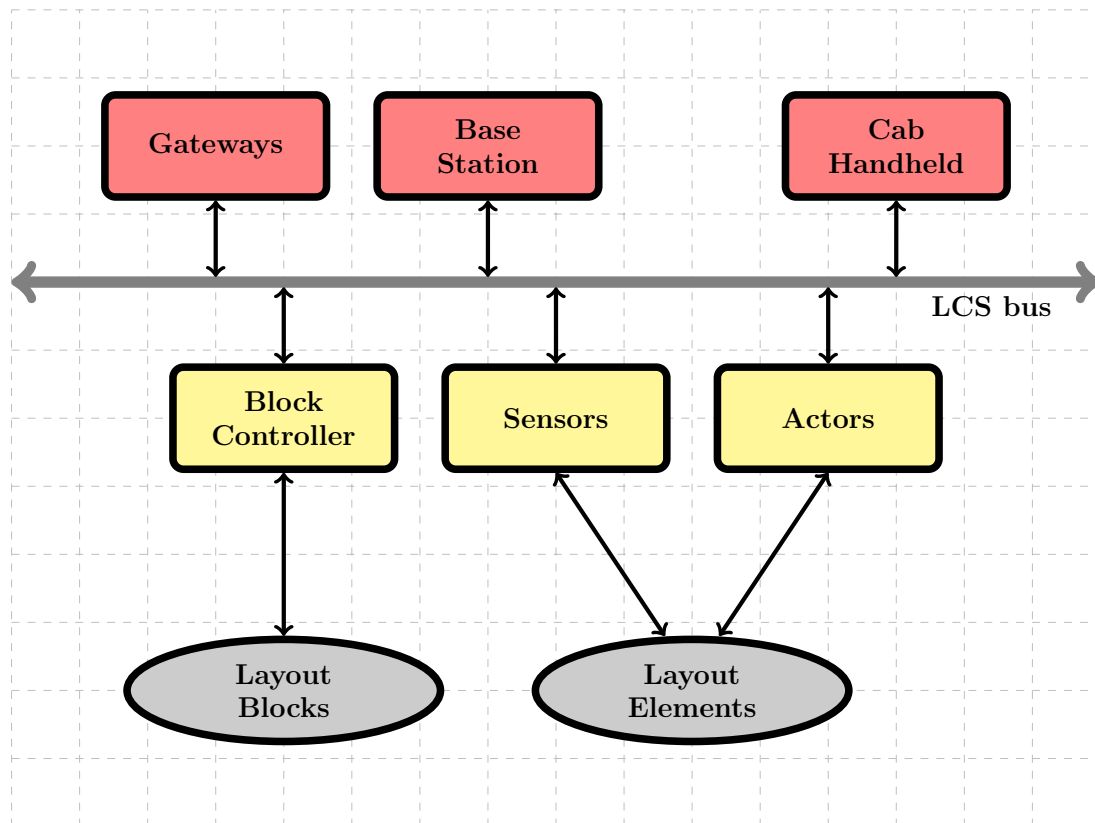 Gateways
Base
Station
Cab
Handheld
LCS bus
Block
Controller
Sensors
Actors
Layout
Blocks
Layout
Elements